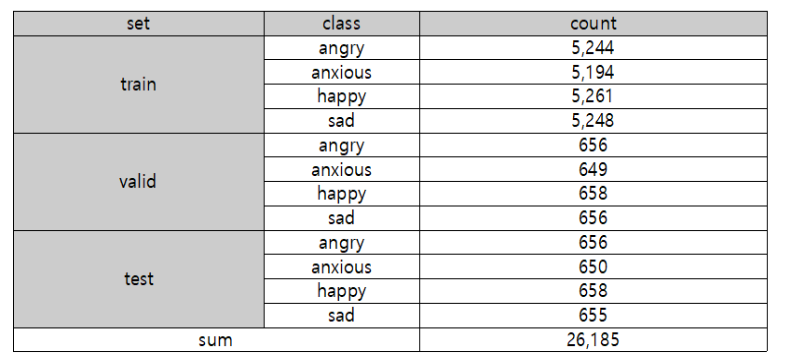 set class count
angry 5,244
anxious 5,194
train
happy 5,261
sad 5,248
angry 656
anxious 649
valid
happy 658
sad 656
angry 656
anxious 650
test
happy 658
sad 655
sum 26,185